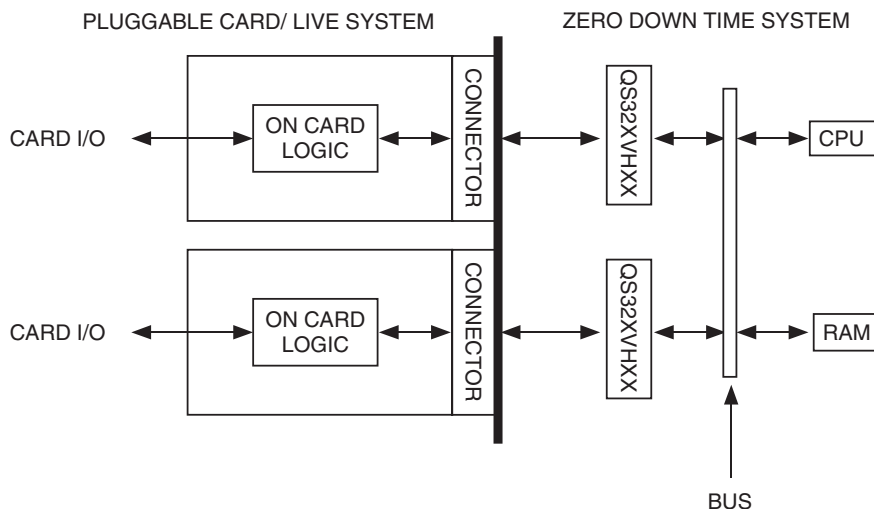 PLUGGABLE CARD/ LIVE SYSTEM
ZERO DOWN TIME SYSTEM
CARD I/O
ON CARD
LOGIC
CONNECTOR
QS32XVHXX
CPU
CARD I/O
ON CARD
LOGIC
CONNECTOR
QS32XVHXX
RAM
BUS